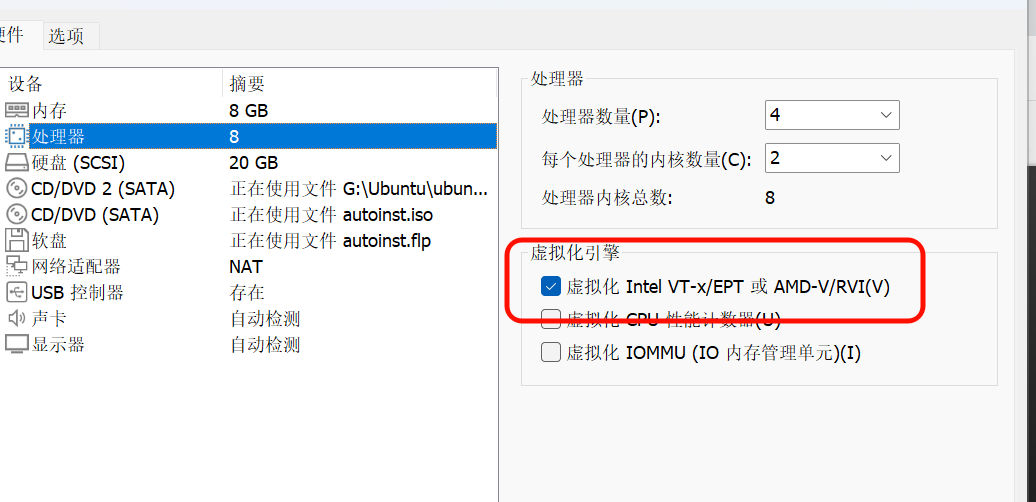 硬件 选项
设备 摘要
内存 8 GB
处理器 8
硬盘 (SCSI) 20 GB
CD/DVD 2 (SATA) 正在使用文件 G:\Ubuntu\ubun...
CD/DVD (SATA) 正在使用文件 autoinst.iso
软盘 正在使用文件 autoinst.flp
网络适配器 NAT
USB 控制器 存在
声卡 自动检测
显示器 自动检测
处理器
处理器数量(P): 4
每个处理器的内核数量(C): 2
处理器内核总数: 8
虚拟化引擎
虚拟化 Intel VT-x/EPT 或 AMD-V/RVI(V)
虚拟化 CPU 性能计数器(U)
虚拟化 IOMMU (IO 内存管理单元)(I)